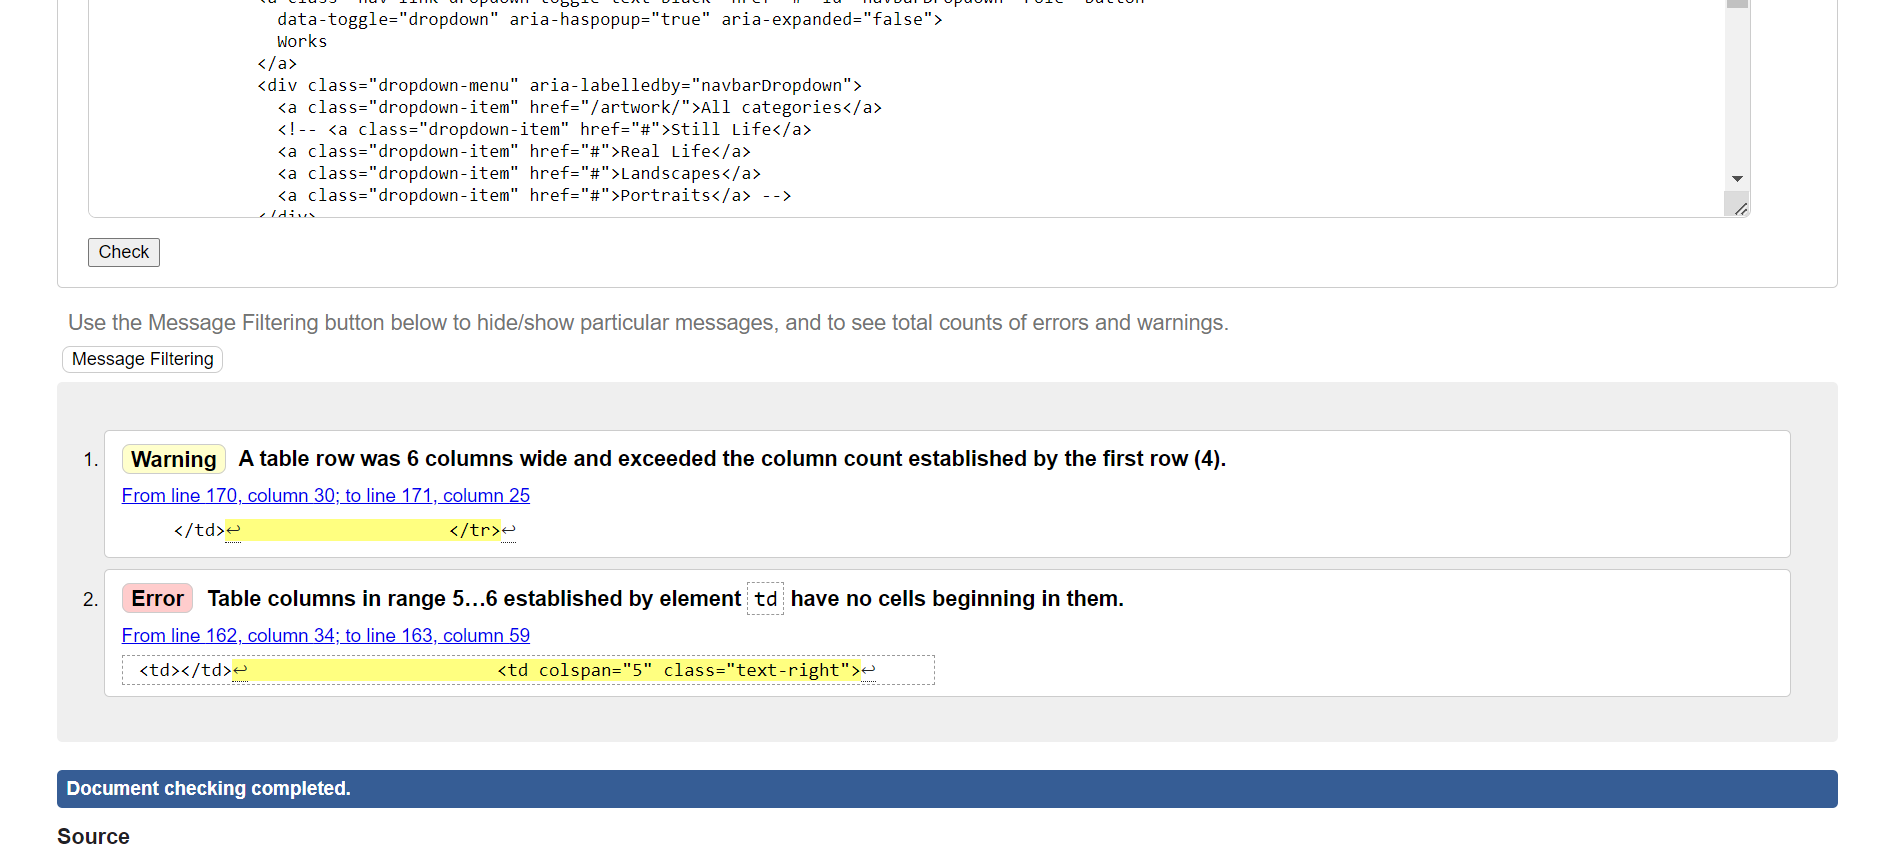 data-toggle="dropdown" aria-haspopup="true" aria-expanded="false">
Works
</a>
<div class="dropdown-menu" aria-labelledby="navbarDropdown">
<a class="dropdown-item" href="/artwork/">All categories</a>
<!-- <a class="dropdown-item" href="#">Still Life</a>
<a class="dropdown-item" href="#">Real Life</a>
<a class="dropdown-item" href="#">Landscapes</a>
<a class="dropdown-item" href="#">Portraits</a> -->
</div>
Check
Use the Message Filtering button below to hide/show particular messages, and to see total counts of errors and warnings.
Message Filtering
1. Warning A table row was 6 columns wide and exceeded the column count established by the first row (4).
From line 170, column 30; to line 171, column 25
</td>↩ </tr>↩
2. Error Table columns in range 5…6 established by element td have no cells beginning in them.
From line 162, column 34; to line 163, column 59
<td></td>↩ <td colspan="5" class="text-right">↩
Document checking completed.
Source